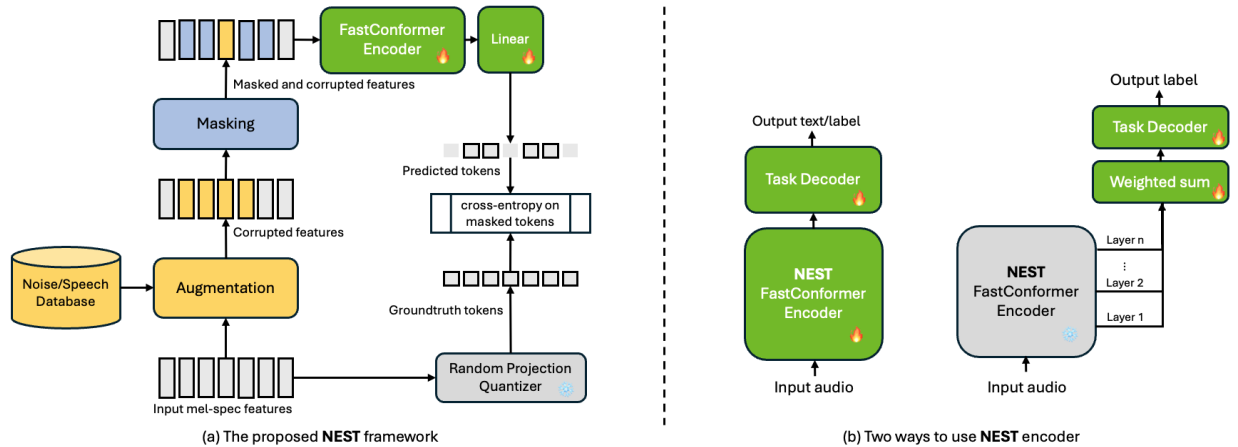 FastConformer
Encoder
Linear
Masked and corrupted features
Masking
Predicted tokens
cross-entropy on
masked tokens
Corrupted features
Noise/Speech
Database
Augmentation
Groundtruth tokens
Random Projection
Quantizer
Input mel-spec features
(a) The proposed NEST framework
Output text/label
Task Decoder
NEST
FastConformer
Encoder
Input audio
Output label
Task Decoder
Weighted sum
Layer n
⋮
Layer 2
Layer 1
NEST
FastConformer
Encoder
Input audio
(b) Two ways to use NEST encoder